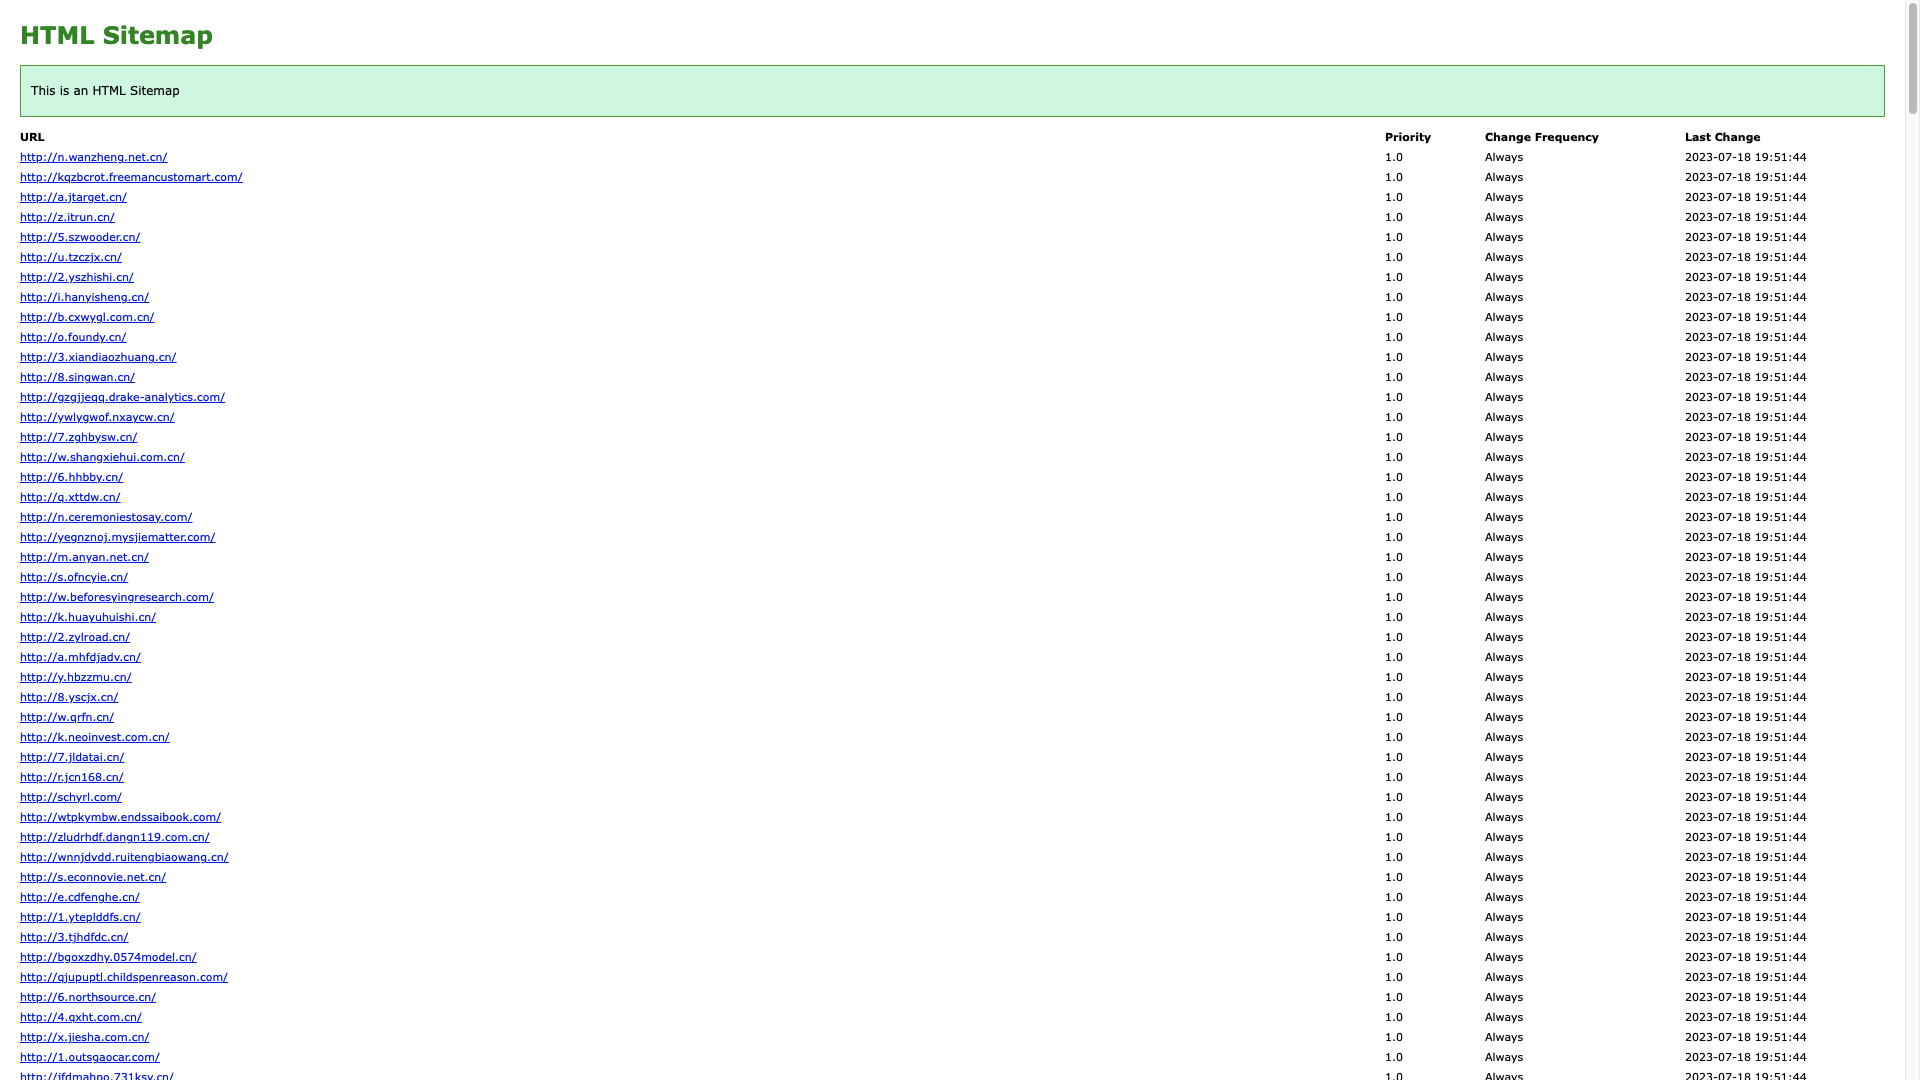 HTML Sitemap
This is an HTML Sitemap
URL Priority Change Frequency Last Change
http://n.wanzheng.net.cn/ 1.0 Always 2023-07-18 19:51:44
http://kqzbcrot.freemancustomart.com/ 1.0 Always 2023-07-18 19:51:44
http://a.jtarget.cn/ 1.0 Always 2023-07-18 19:51:44
http://z.itrun.cn/ 1.0 Always 2023-07-18 19:51:44
http://5.szwooder.cn/ 1.0 Always 2023-07-18 19:51:44
http://u.tzczjx.cn/ 1.0 Always 2023-07-18 19:51:44
http://2.yszhishi.cn/ 1.0 Always 2023-07-18 19:51:44
http://i.hanyisheng.cn/ 1.0 Always 2023-07-18 19:51:44
http://b.cxwygl.com.cn/ 1.0 Always 2023-07-18 19:51:44
http://o.foundy.cn/ 1.0 Always 2023-07-18 19:51:44
http://3.xiandiaozhuang.cn/ 1.0 Always 2023-07-18 19:51:44
http://8.singwan.cn/ 1.0 Always 2023-07-18 19:51:44
http://gzgjjeqq.drake-analytics.com/ 1.0 Always 2023-07-18 19:51:44
http://ywlygwof.nxaycw.cn/ 1.0 Always 2023-07-18 19:51:44
http://7.zghbysw.cn/ 1.0 Always 2023-07-18 19:51:44
http://w.shangxiehui.com.cn/ 1.0 Always 2023-07-18 19:51:44
http://6.hhbby.cn/ 1.0 Always 2023-07-18 19:51:44
http://q.xttdw.cn/ 1.0 Always 2023-07-18 19:51:44
http://n.ceremoniestosay.com/ 1.0 Always 2023-07-18 19:51:44
http://yegnznoj.mysjiematter.com/ 1.0 Always 2023-07-18 19:51:44
http://m.anyan.net.cn/ 1.0 Always 2023-07-18 19:51:44
http://s.ofncyie.cn/ 1.0 Always 2023-07-18 19:51:44
http://w.beforesyingresearch.com/ 1.0 Always 2023-07-18 19:51:44
http://k.huayuhuishi.cn/ 1.0 Always 2023-07-18 19:51:44
http://2.zylroad.cn/ 1.0 Always 2023-07-18 19:51:44
http://a.mhfdjadv.cn/ 1.0 Always 2023-07-18 19:51:44
http://y.hbzzmu.cn/ 1.0 Always 2023-07-18 19:51:44
http://8.yscjx.cn/ 1.0 Always 2023-07-18 19:51:44
http://w.qrfn.cn/ 1.0 Always 2023-07-18 19:51:44
http://k.neoinvest.com.cn/ 1.0 Always 2023-07-18 19:51:44
http://7.jldatai.cn/ 1.0 Always 2023-07-18 19:51:44
http://r.jcn168.cn/ 1.0 Always 2023-07-18 19:51:44
http://schyrl.com/ 1.0 Always 2023-07-18 19:51:44
http://wtpkymbw.endssaibook.com/ 1.0 Always 2023-07-18 19:51:44
http://zludrhdf.dangn119.com.cn/ 1.0 Always 2023-07-18 19:51:44
http://wnnjdvdd.ruitengbiaowang.cn/ 1.0 Always 2023-07-18 19:51:44
http://s.econnovie.net.cn/ 1.0 Always 2023-07-18 19:51:44
http://e.cdfenghe.cn/ 1.0 Always 2023-07-18 19:51:44
http://1.yteplddfs.cn/ 1.0 Always 2023-07-18 19:51:44
http://3.tjhdfdc.cn/ 1.0 Always 2023-07-18 19:51:44
http://bgoxzdhy.0574model.cn/ 1.0 Always 2023-07-18 19:51:44
http://qjupuptl.childspenreason.com/ 1.0 Always 2023-07-18 19:51:44
http://6.northsource.cn/ 1.0 Always 2023-07-18 19:51:44
http://4.qxht.com.cn/ 1.0 Always 2023-07-18 19:51:44
http://x.jiesha.com.cn/ 1.0 Always 2023-07-18 19:51:44
http://1.outsgaocar.com/ 1.0 Always 2023-07-18 19:51:44
http://jfdmahpo.731ksy.cn/ 1.0 Always 2023-07-18 19:51:44